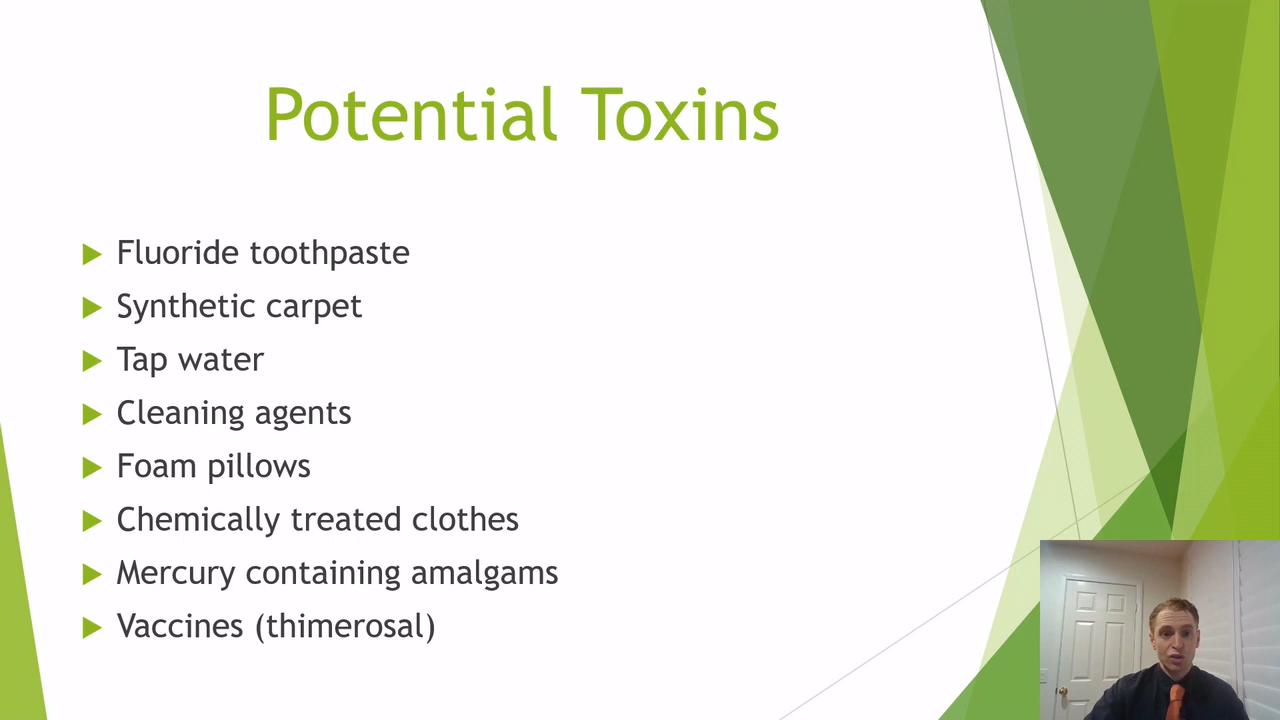 Potential Toxins
Fluoride toothpaste
Synthetic carpet
Tap water
Cleaning agents
Foam pillows
Chemically treated clothes
Mercury containing amalgams
Vaccines (thimerosal)